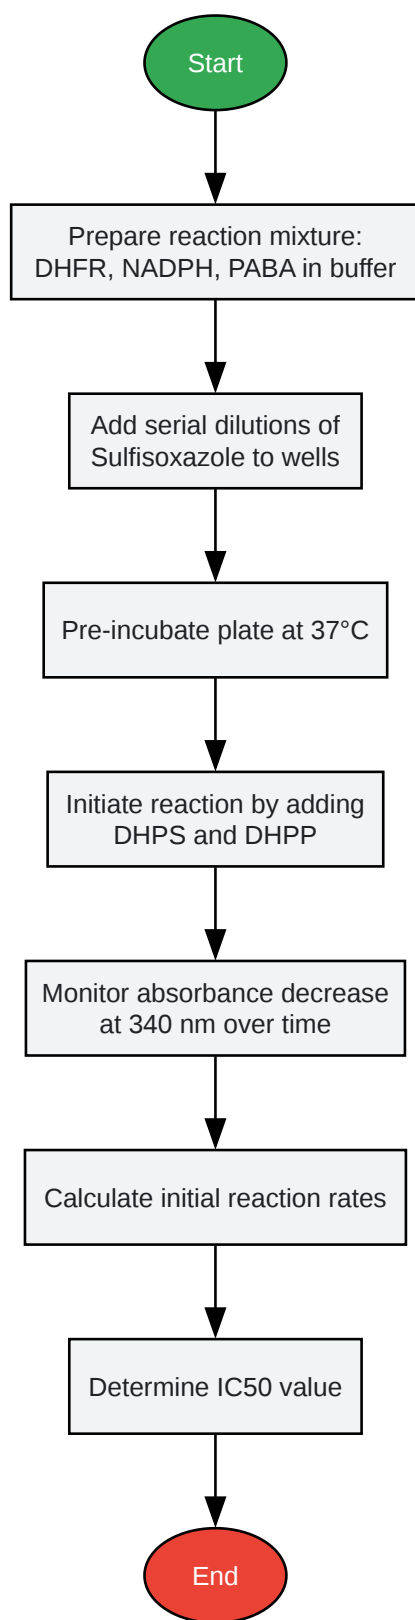 Start
Prepare reaction mixture:
DHFR, NADPH, PABA in buffer
Add serial dilutions of
Sulfisoxazole to wells
Pre-incubate plate at 37°C
Initiate reaction by adding
DHPS and DHPP
Monitor absorbance decrease
at 340 nm over time
Calculate initial reaction rates
Determine IC50 value
End